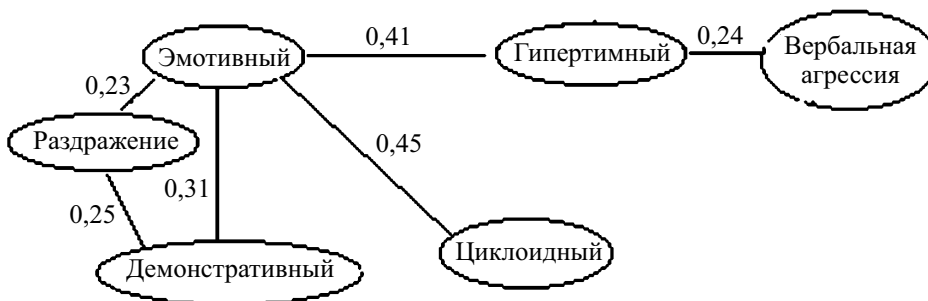 0,41
0,24
Эмотивный
Гипертимный
Вербальная
агрессия
0,23
Раздражение
0,45
0,31
0,25
Циклоидный
Демонстративный